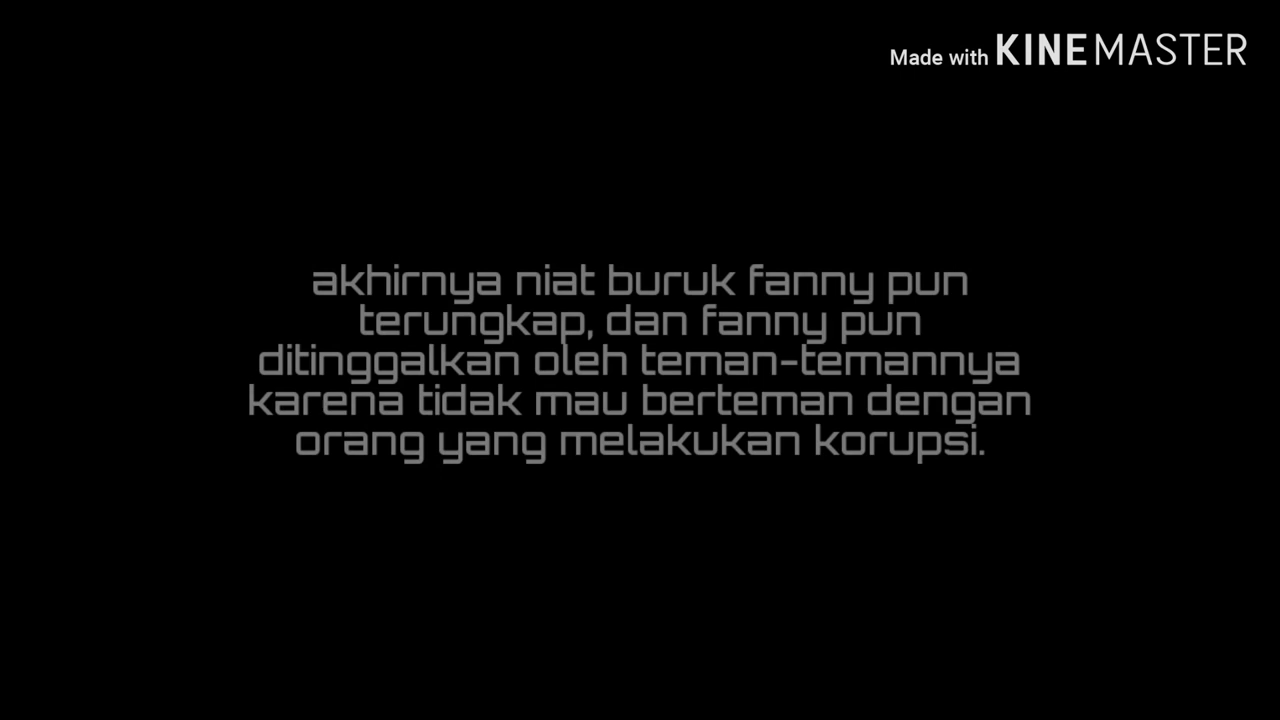 Made with KINEMASTER
akhirnya niat buruk fanny pun
terungkap, dan fanny pun
ditinggalkan oleh teman-temannya
karena tidak mau berteman dengan
orang yang melakukan korupsi.